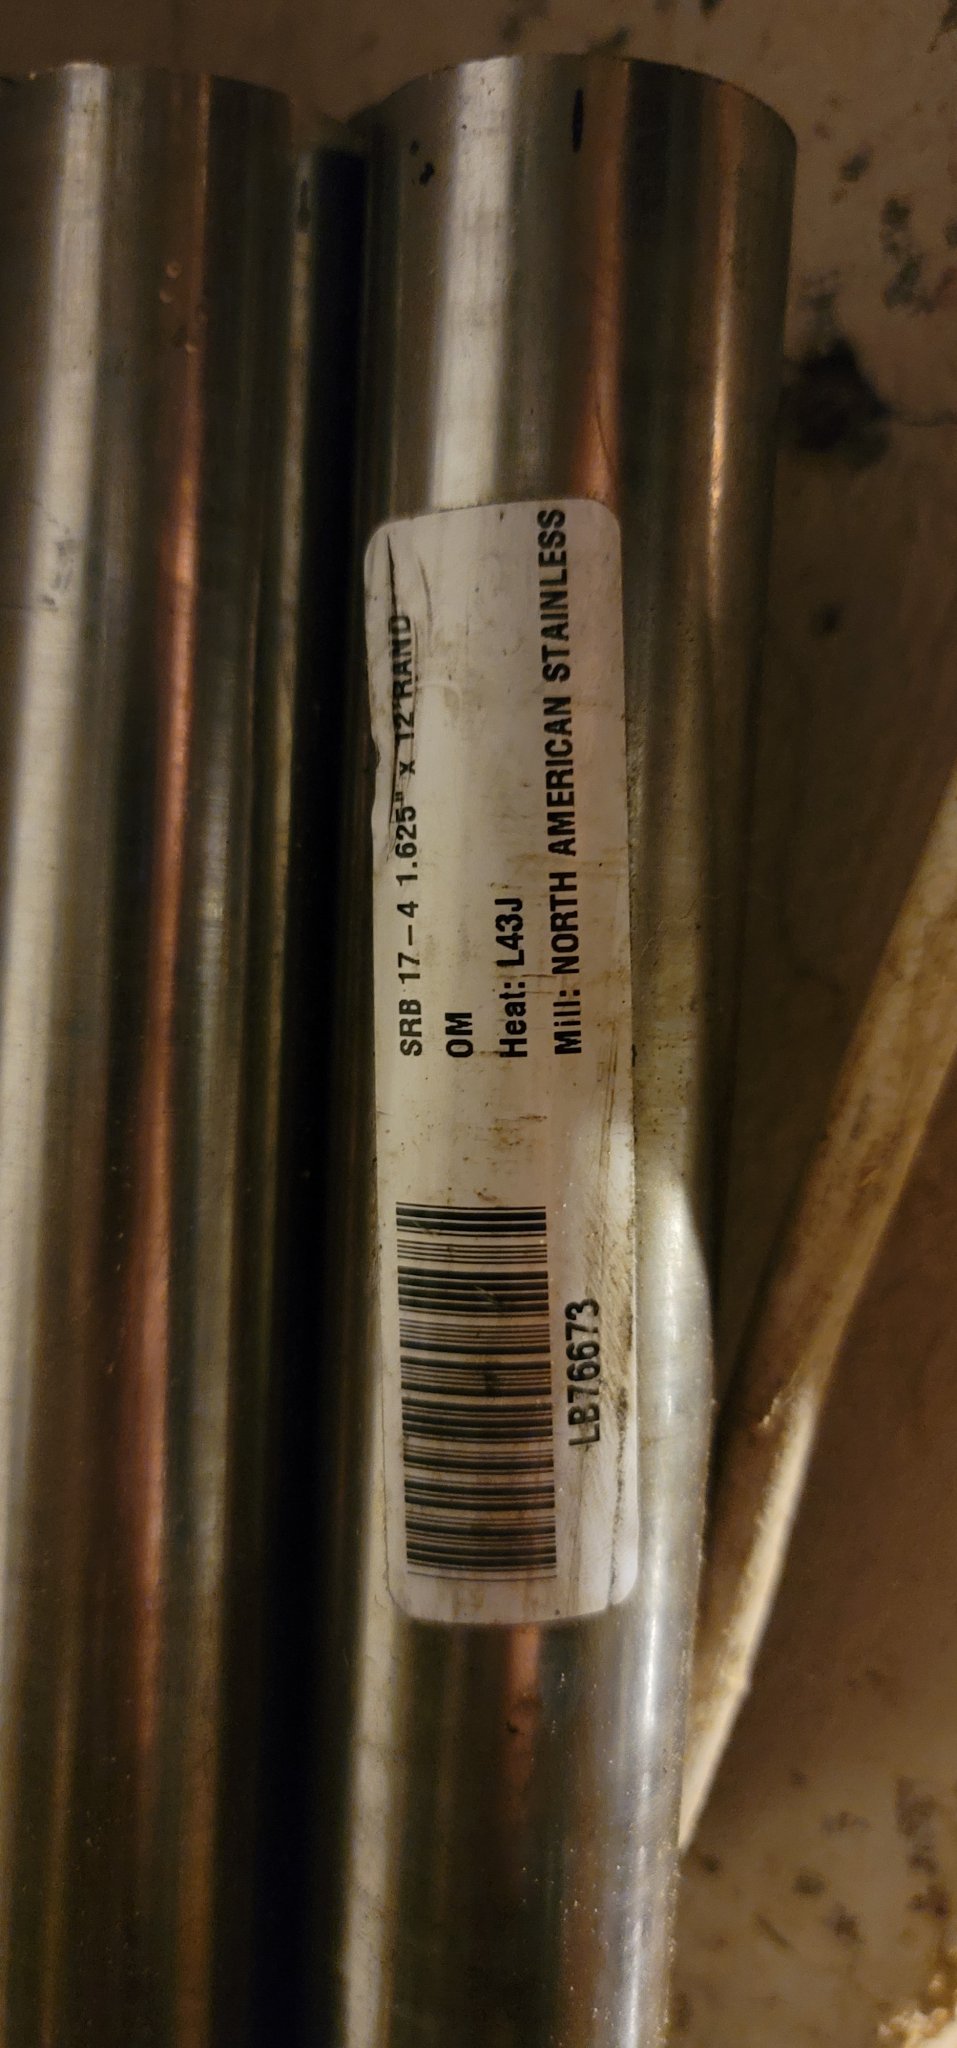 SRB 17-4 1.625" X 12'RAND
OM
Heat: L43J
Mill: NORTH AMERICAN STAINLESS
LB76673